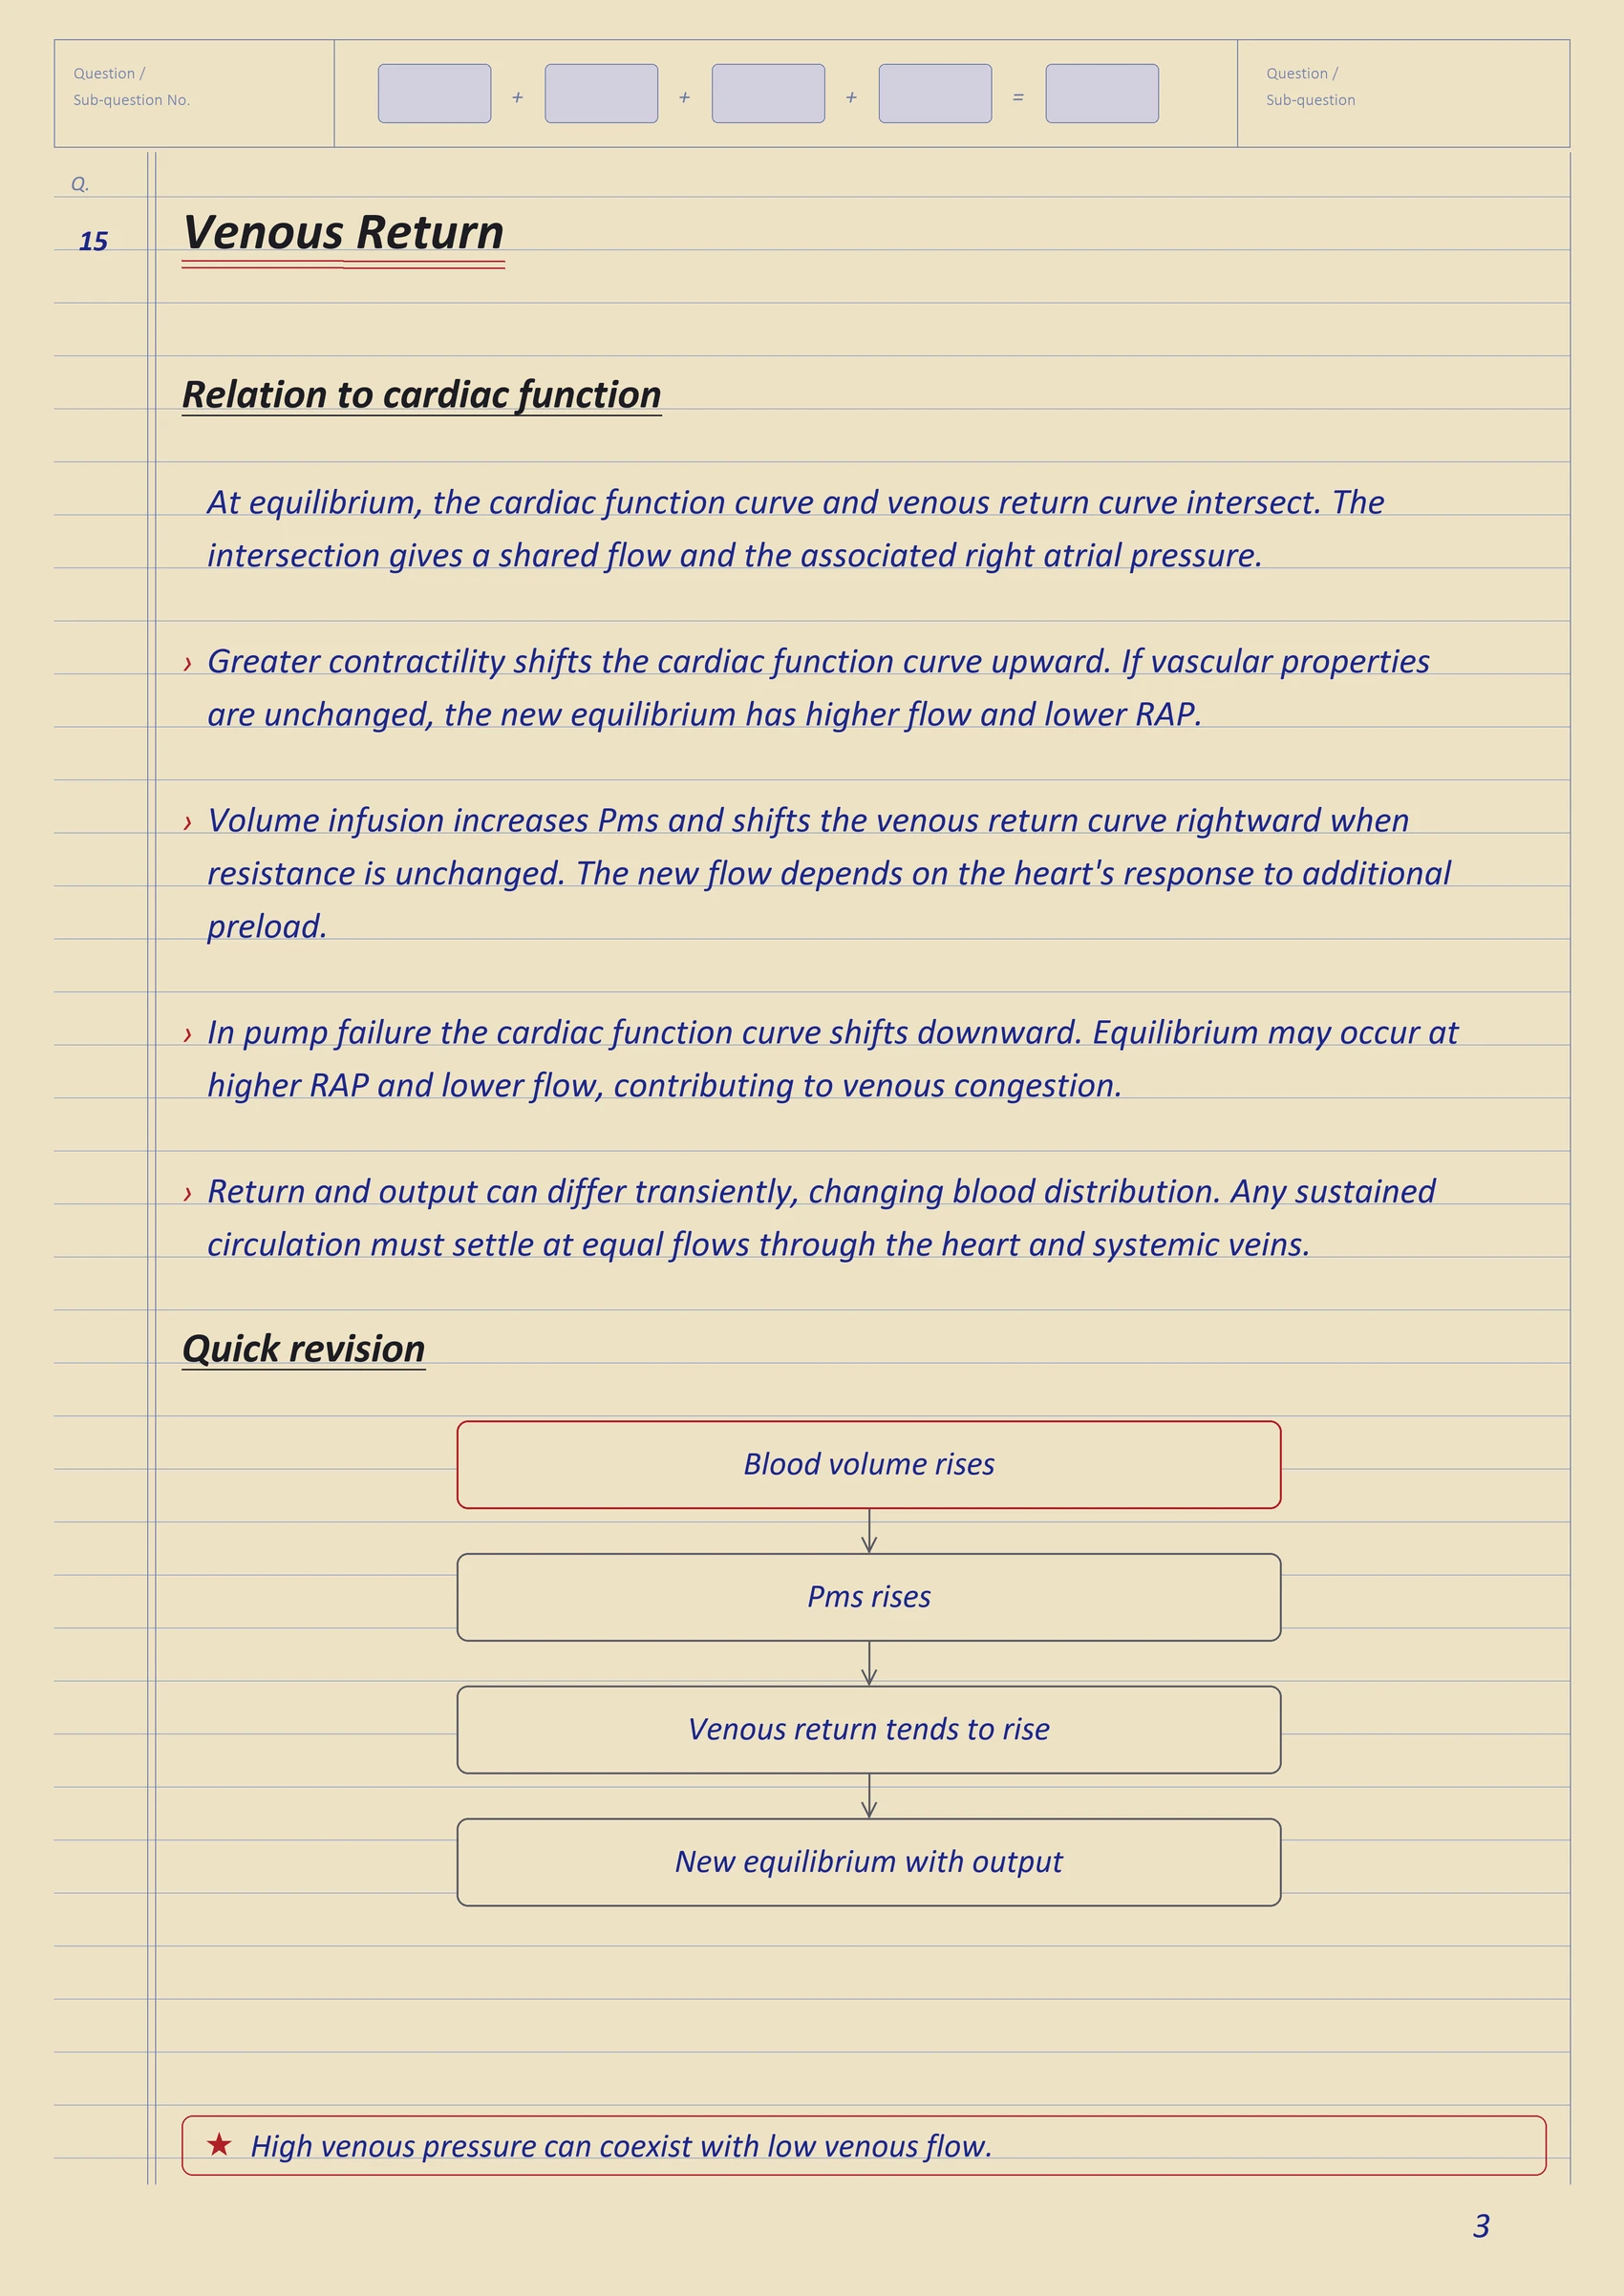 Question /
Sub-question No.
+ + + =
Question /
Sub-question
Q.
15
Venous Return
Relation to cardiac function
At equilibrium, the cardiac function curve and venous return curve intersect. The
intersection gives a shared flow and the associated right atrial pressure.
› Greater contractility shifts the cardiac function curve upward. If vascular properties
are unchanged, the new equilibrium has higher flow and lower RAP.
› Volume infusion increases Pms and shifts the venous return curve rightward when
resistance is unchanged. The new flow depends on the heart's response to additional
preload.
› In pump failure the cardiac function curve shifts downward. Equilibrium may occur at
higher RAP and lower flow, contributing to venous congestion.
› Return and output can differ transiently, changing blood distribution. Any sustained
circulation must settle at equal flows through the heart and systemic veins.
Quick revision
Blood volume rises
Pms rises
Venous return tends to rise
New equilibrium with output
★ High venous pressure can coexist with low venous flow.
3